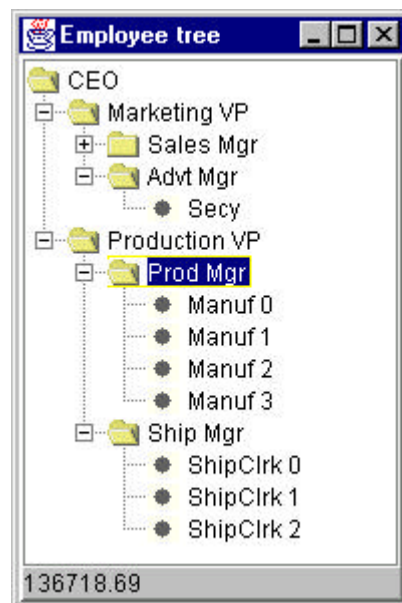 Employee tree
CEO
Marketing VP
Sales Mgr
Advt Mgr
Secy
Production VP
Prod Mgr
Manuf 0
Manuf 1
Manuf 2
Manuf 3
Ship Mgr
ShipClrk 0
ShipClrk 1
ShipClrk 2
136718.69